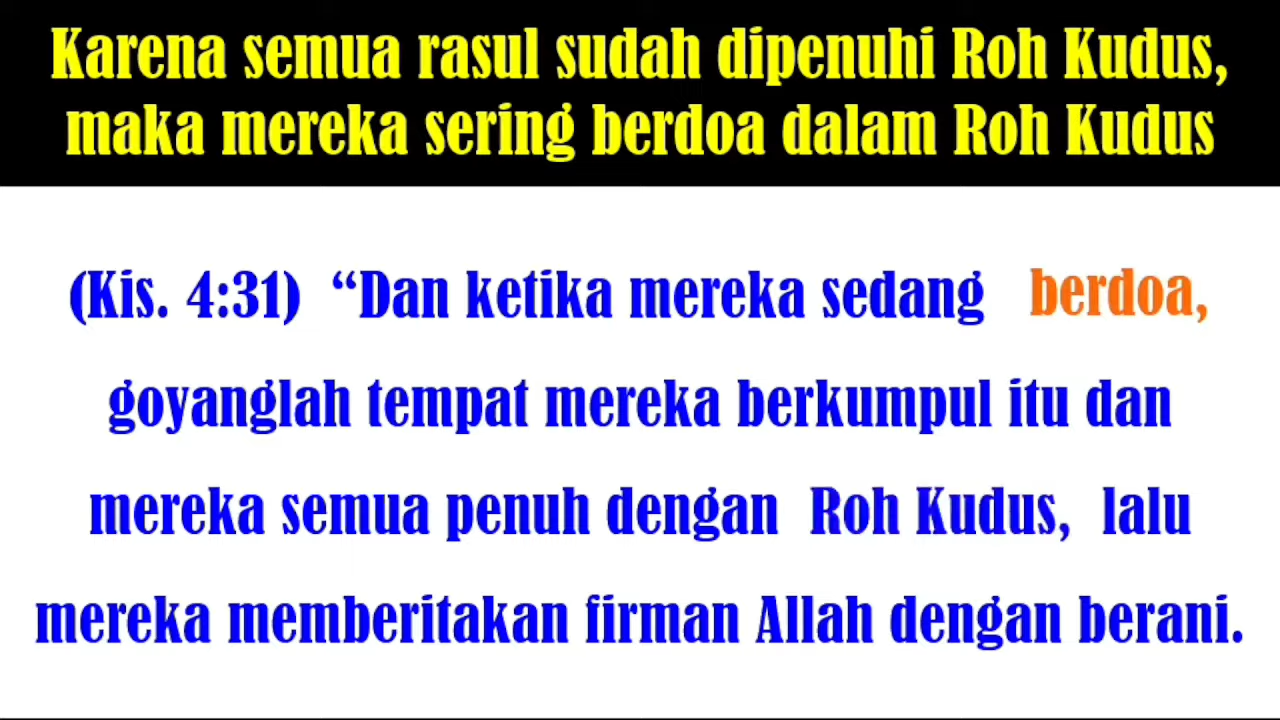 Karena semua rasul sudah dipenuhi Roh Kudus,
maka mereka sering berdoa dalam Roh Kudus
(Kis. 4:31) “Dan ketika mereka sedang berdoa,
goyanglah tempat mereka berkumpul itu dan
mereka semua penuh dengan Roh Kudus, lalu
mereka memberitakan firman Allah dengan berani.